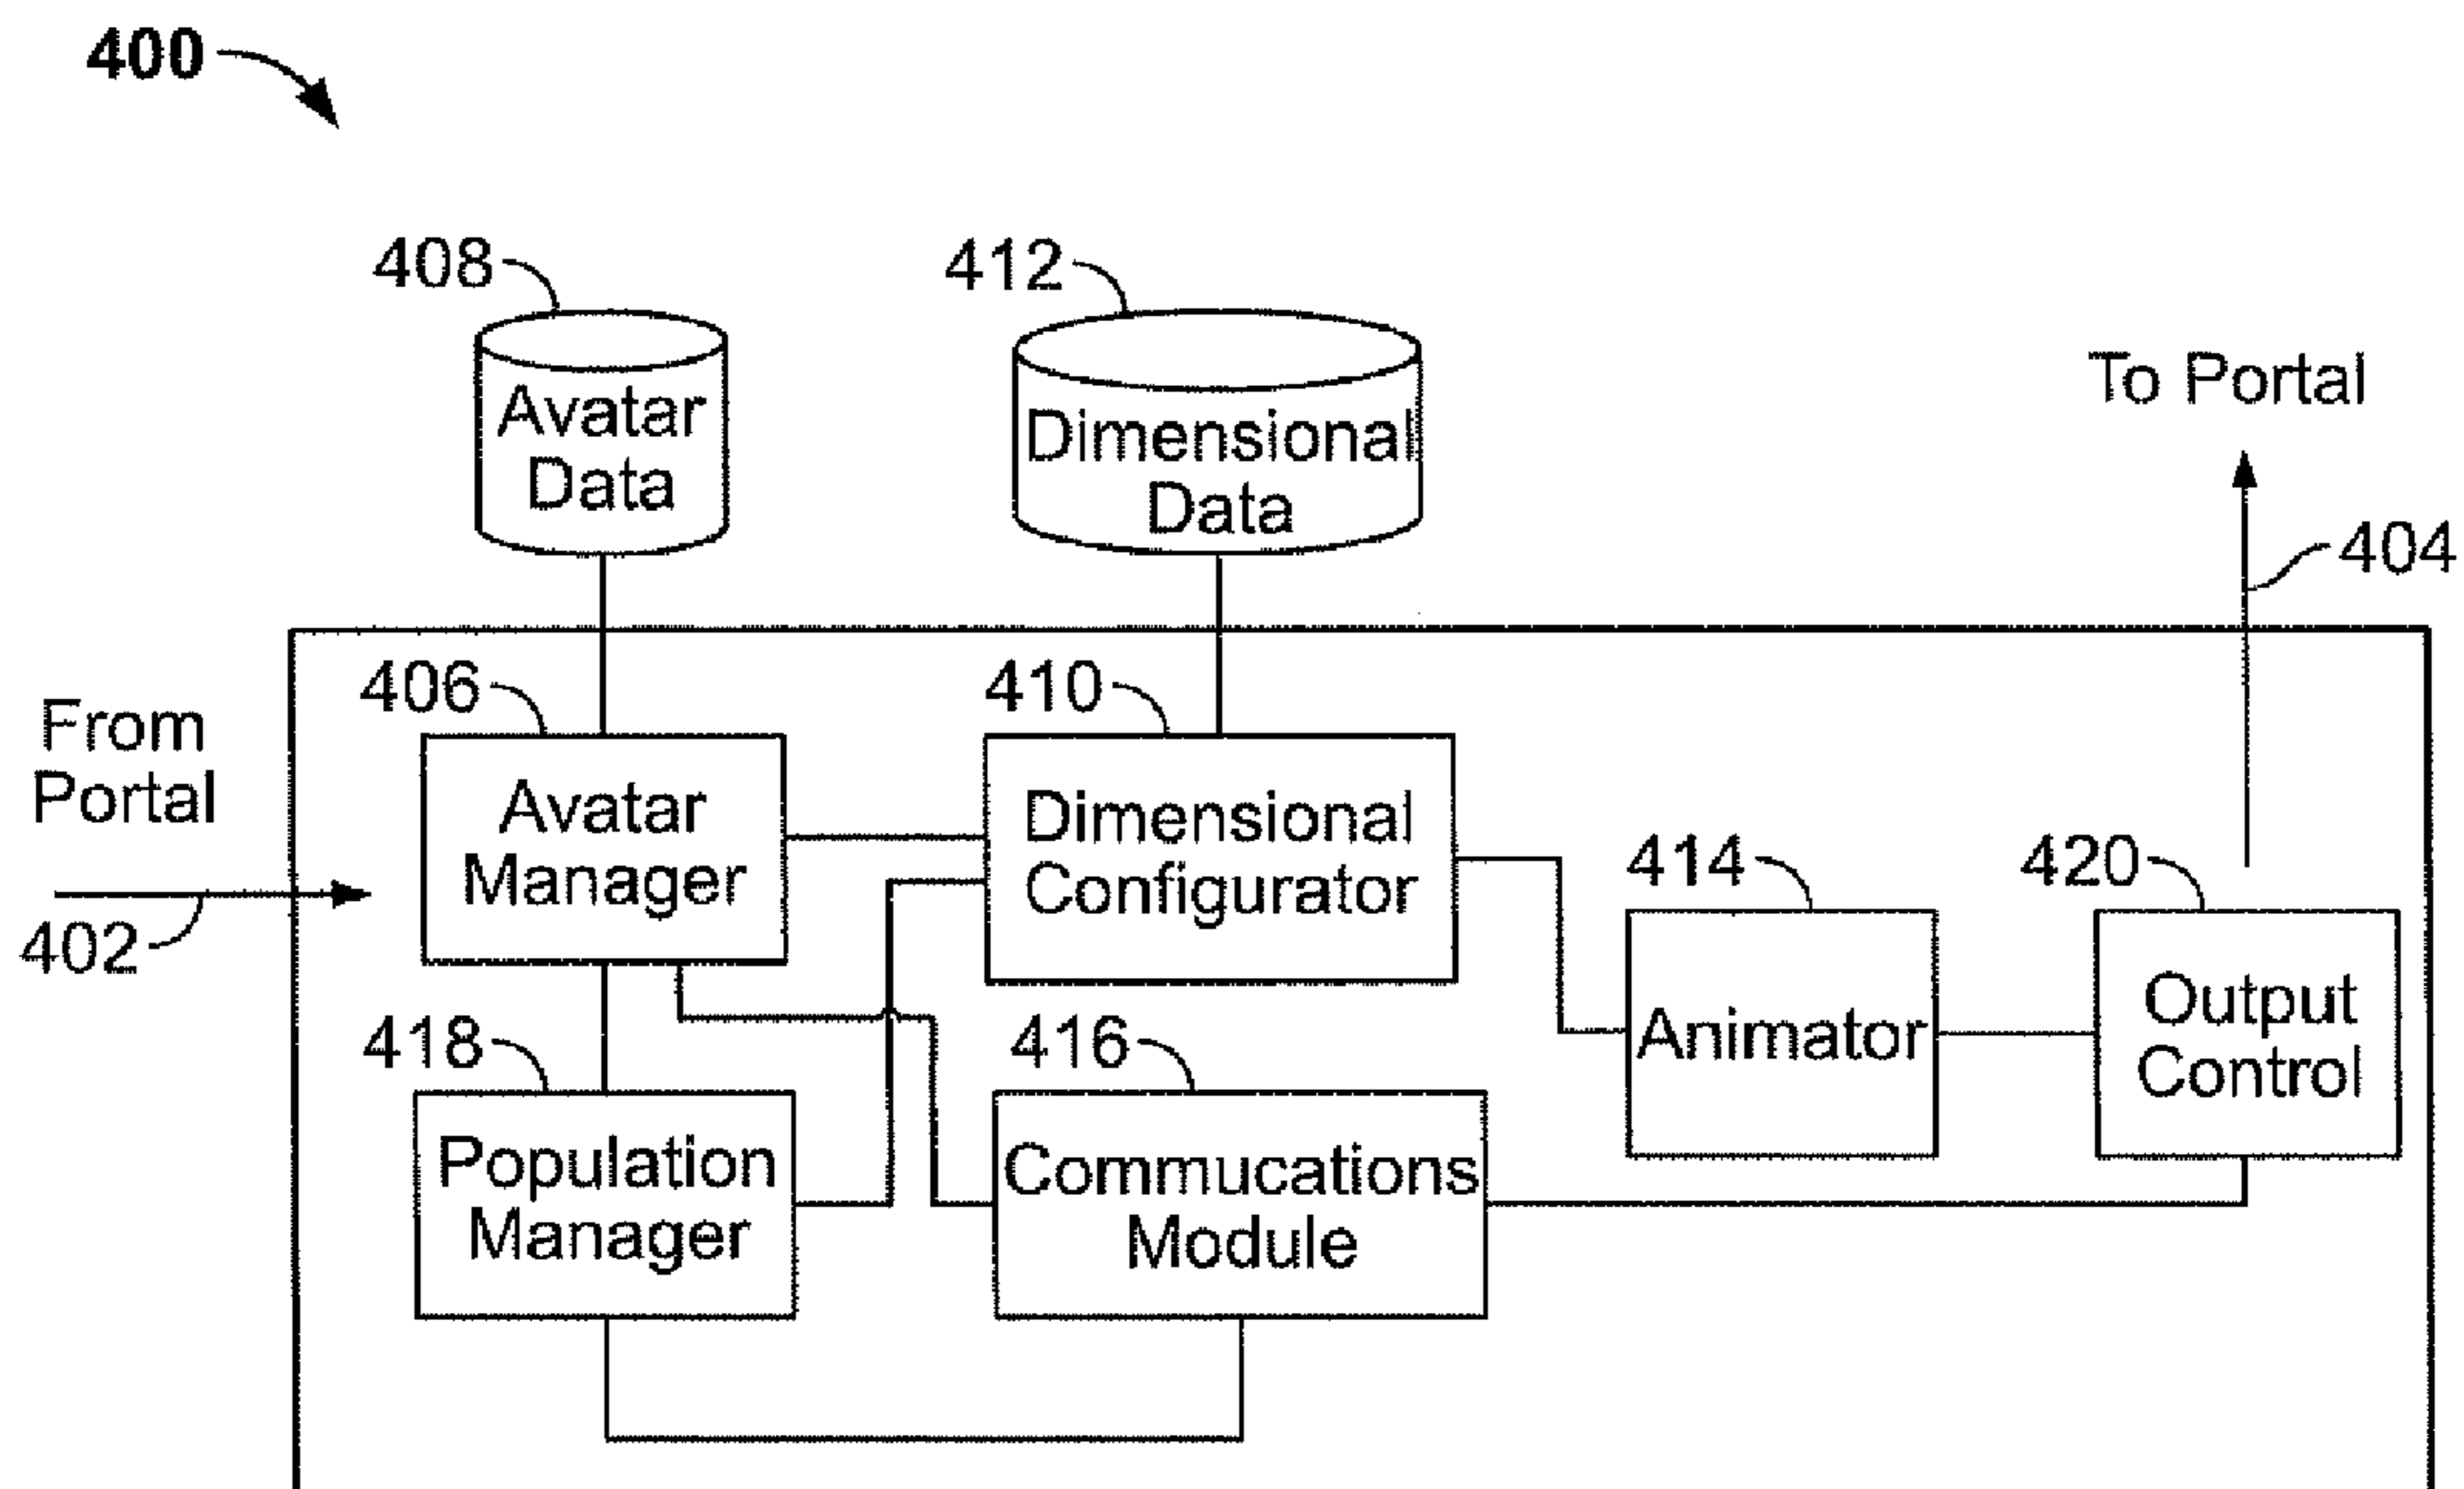 400
408
412
Avatar
Data
Dimensional
Data
To Portal
404
From
Portal
402
406
Avatar
Manager
410
Dimensional
Configurator
414
Animator
420
Output
Control
418
Population
Manager
416
Commucations
Module